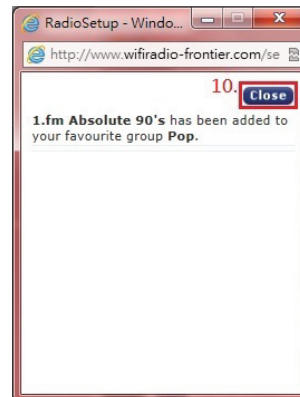 RadioSetup - Windo...
http://www.wifiradio-frontier.com/se
10. Close
1.fm Absolute 90's has been added to
your favourite group Pop.